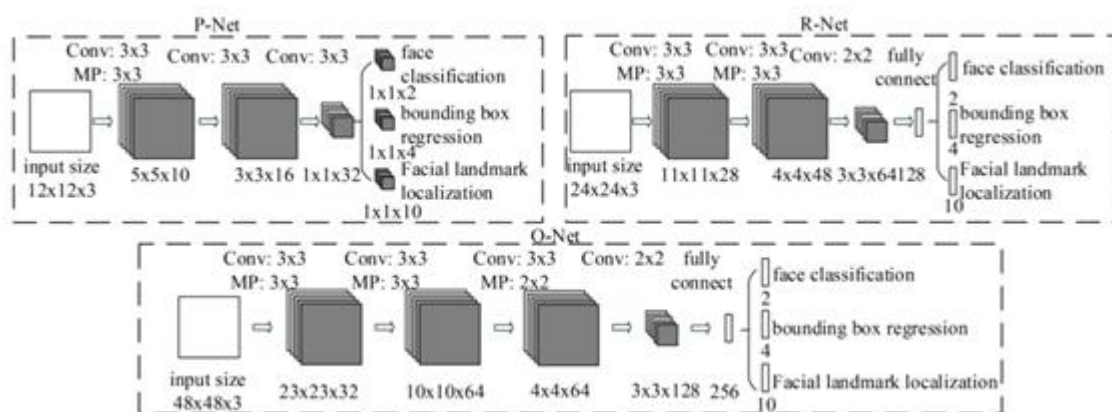 P-Net
Conv: 3x3 Conv: 3x3 Conv: 3x3
MP: 3x3
face
classification
1x1x2
bounding box
regression
1x1x4
Facial landmark
localization
1x1x10
input size
12x12x3
5x5x10
3x3x16
1x1x32
R-Net
Conv: 3x3 Conv: 3x3 Conv: 2x2 fully
MP: 3x3 MP: 3x3 connect
face classification
2
bounding box
regression
4
Facial landmark
localization
10
input size
24x24x3
11x11x28
4x4x48
3x3x64
128
O-Net
Conv: 3x3 Conv: 3x3 Conv: 3x3 Conv: 2x2 fully
MP: 3x3 MP: 3x3 MP: 2x2 connect
face classification
2
bounding box regression
4
Facial landmark localization
10
input size
48x48x3
23x23x32
10x10x64
4x4x64
3x3x128
256